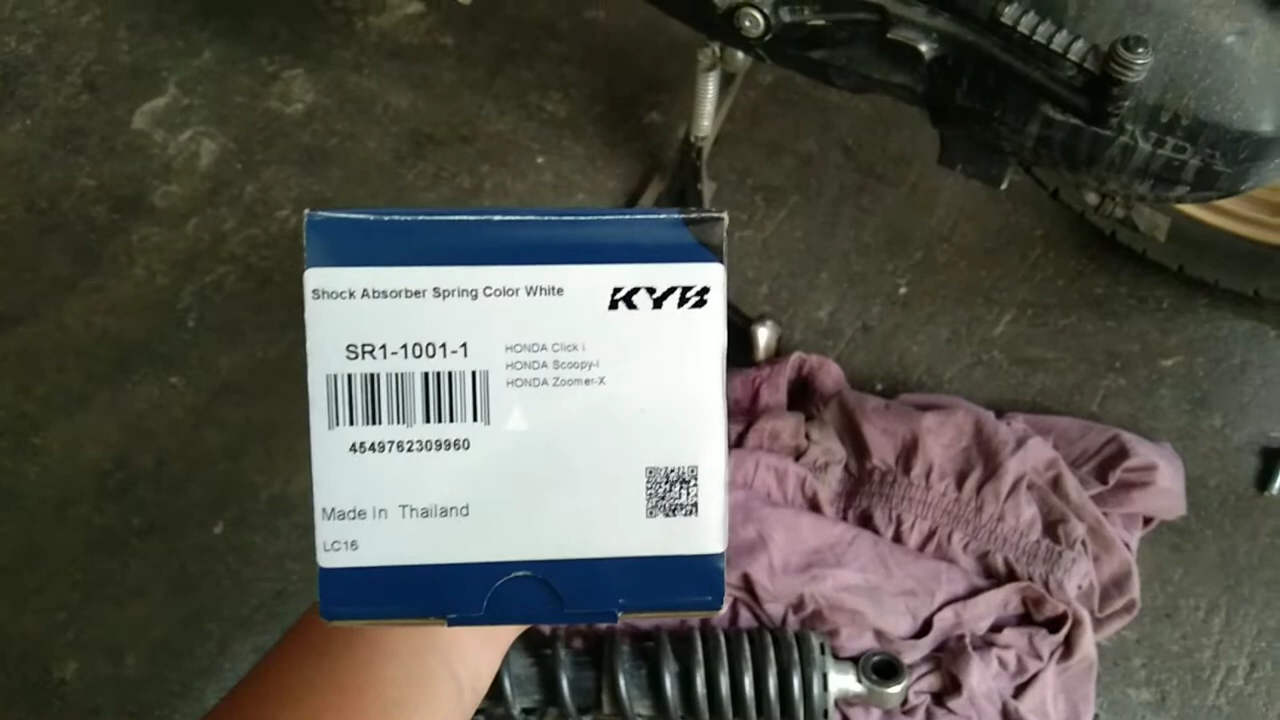 Shock Absorber Spring Color White
KYB
SR1-1001-1
HONDA Click i
HONDA Scoopy-i
HONDA Zoomer-X
4549762309960
Made In Thailand
LC16